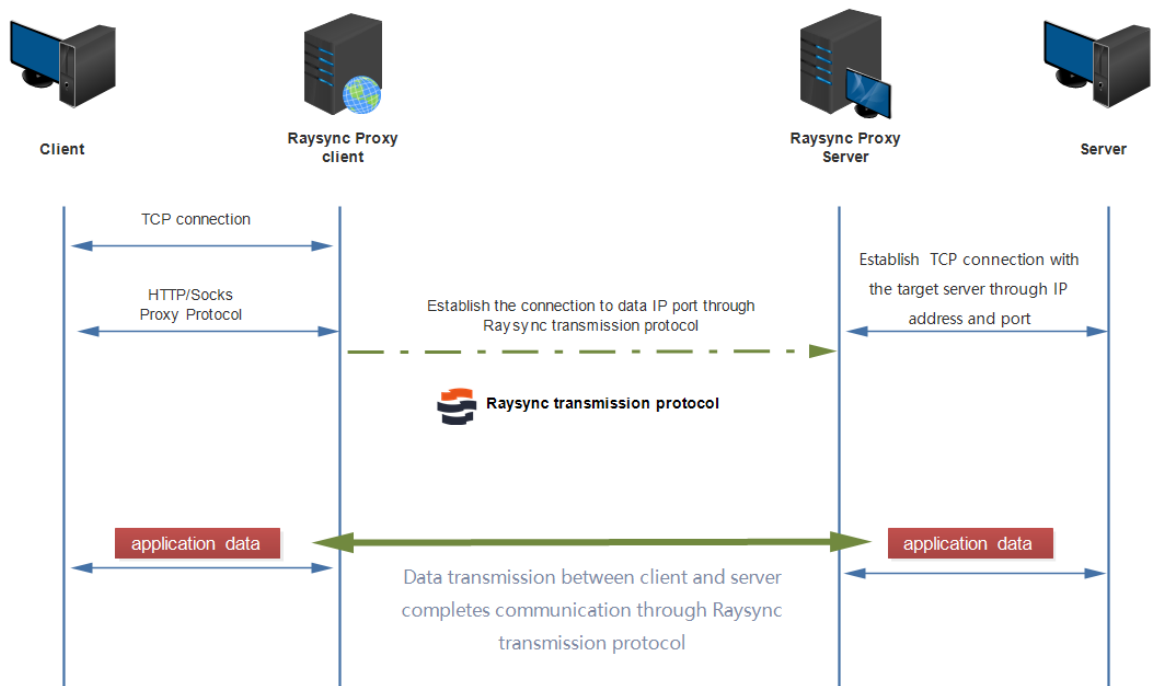 Client
Raysync Proxy
client
Raysync Proxy
Server
Server
TCP connection
HTTP/Socks
Proxy Protocol
Establish the connection to data IP port through
Raysync transmission protocol
Establish TCP connection with
the target server through IP
address and port
Raysync transmission protocol
application data
application data
Data transmission between client and server
completes communication through Raysync
transmission protocol